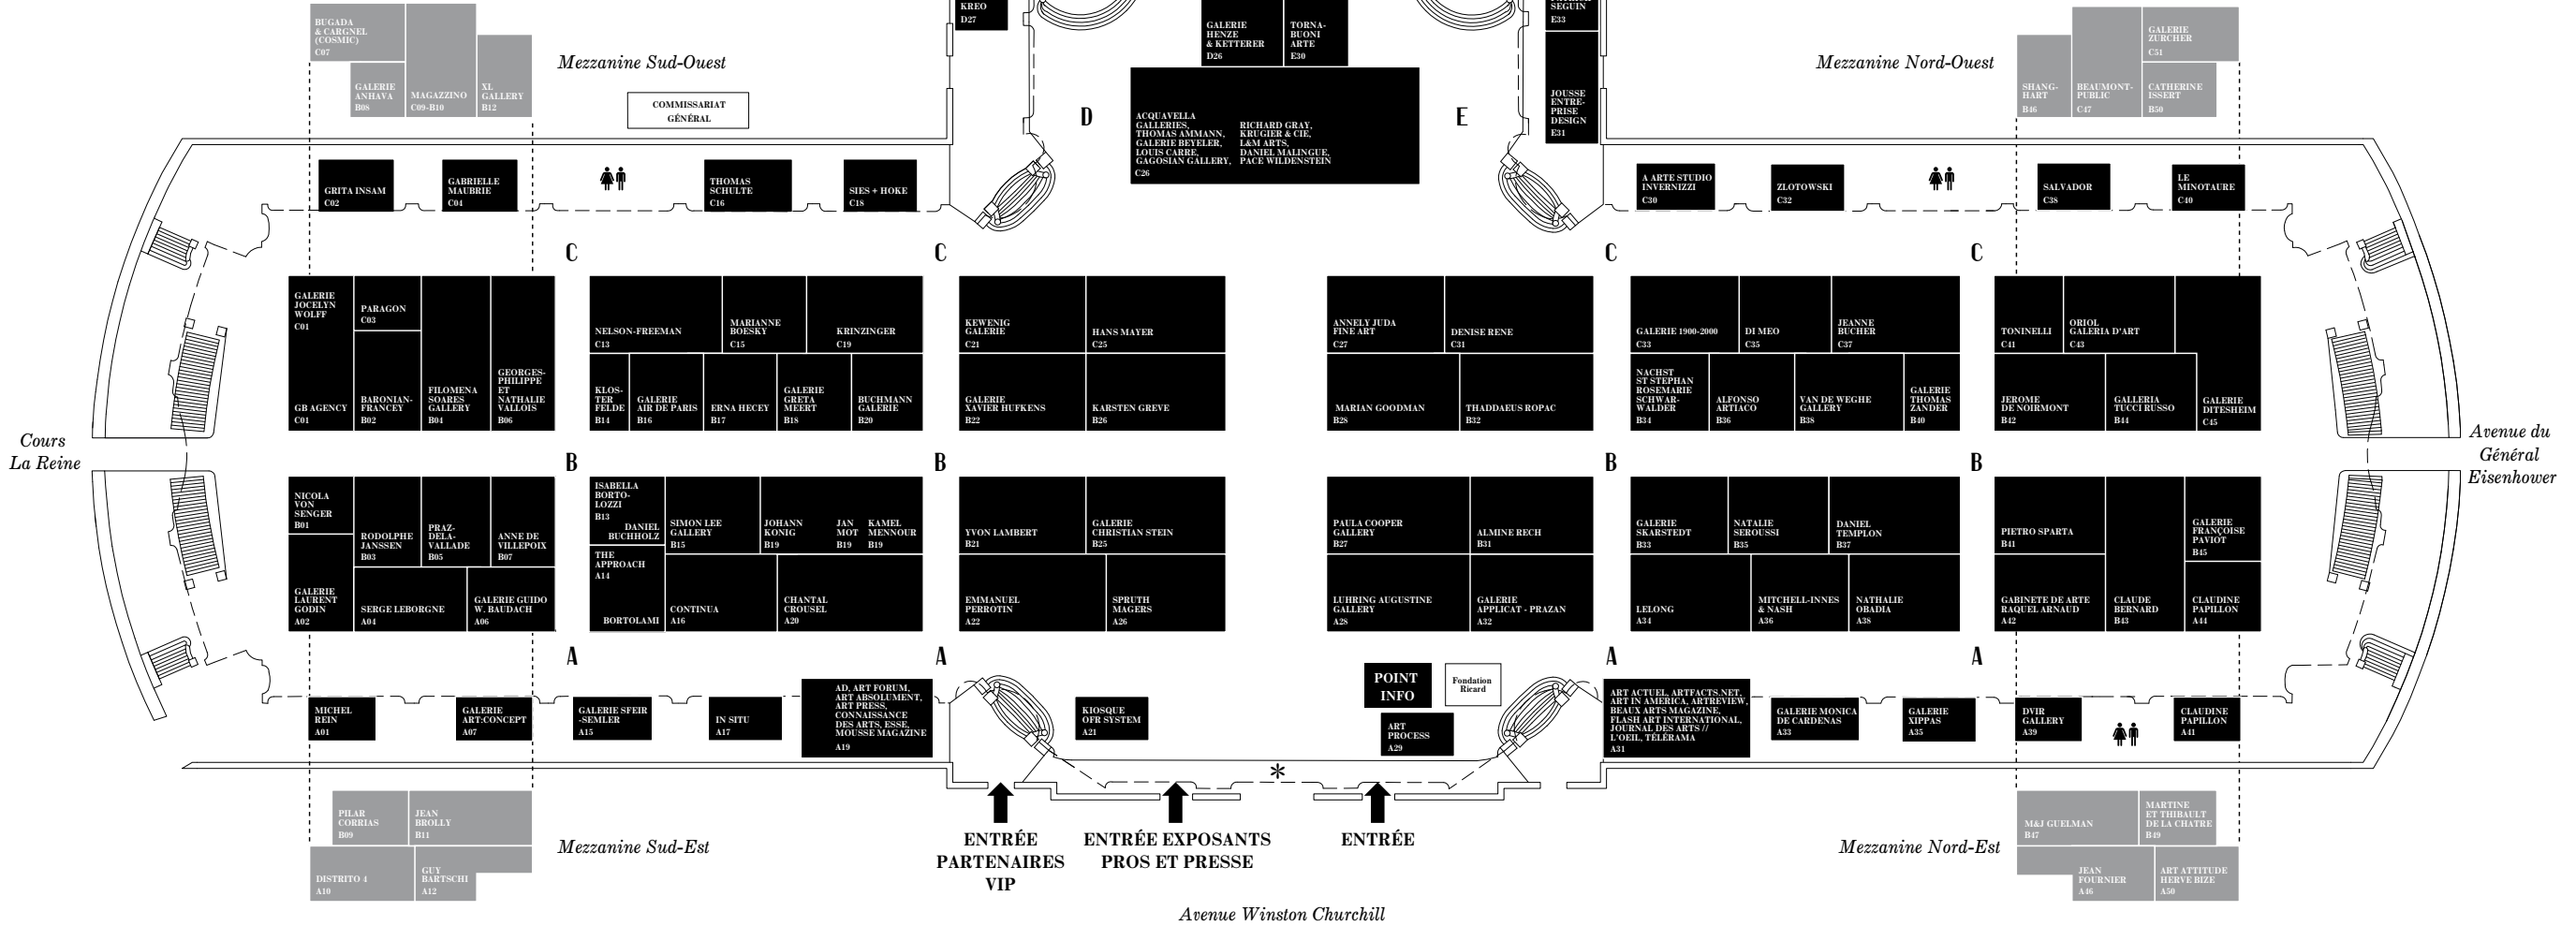 BUGADA
& CARGNEL
(COSMIC)
C07
GALERIE
ANHAVA
B08
MAGAZZINO
C09-B10
XL
GALLERY
B12
Mezzanine Sud-Ouest
COMMISSARIAT
GÉNÉRAL
KREO
D27
GALERIE
HENZE
& KETTERER
D26
TORNA-
BUONI
ARTE
E30
SEGUIN
E33
JOUSSE
ENTRE-
PRISE
DESIGN
E31
D
E
ACQUAVELLA
GALLERIES,
THOMAS AMMANN,
GALERIE BEYELER,
LOUIS CARRE,
GAGOSIAN GALLERY,
C26
RICHARD GRAY,
KRUGIER & CIE,
L&M ARTS,
DANIEL MALINGUE,
PACE WILDENSTEIN
Mezzanine Nord-Ouest
SHANG-
HART
B46
BEAUMONT-
PUBLIC
C47
GALERIE
ZURCHER
C51
CATHERINE
ISSERT
B50
GRITA INSAM
C02
GABRIELLE
MAUBRIE
C04
THOMAS
SCHULTE
C16
SIES + HOKE
C18
A ARTE STUDIO
INVERNIZZI
C30
ZLOTOWSKI
C32
SALVADOR
C38
LE
MINOTAURE
C40
C
C
C
C
GALERIE
JOCELYN
WOLFF
C01
GB AGENCY
C01
PARAGON
C03
BARONIAN-
FRANCEY
B02
FILOMENA
SOARES
GALLERY
B04
GEORGES-
PHILIPPE
ET
NATHALIE
VALLOIS
B06
NELSON-FREEMAN
C13
MARIANNE
BOESKY
C15
KRINZINGER
C19
KLOS-
TER
FELDE
B14
GALERIE
AIR DE PARIS
B16
ERNA HECEY
B17
GALERIE
GRETA
MEERT
B18
BUCHMANN
GALERIE
B20
KEWENIG
GALERIE
C21
HANS MAYER
C25
GALERIE
XAVIER HUFKENS
B22
KARSTEN GREVE
B26
ANNELY JUDA
FINE ART
C27
DENISE RENE
C31
MARIAN GOODMAN
B28
THADDAEUS ROPAC
B32
GALERIE 1900-2000
C33
DI MEO
C35
JEANNE
BUCHER
C37
NACHST
ST STEPHAN
ROSEMARIE
SCHWAR-
WALDER
B34
ALFONSO
ARTIACO
B36
VAN DE WEGHE
GALLERY
B38
GALERIE
THOMAS
ZANDER
B40
TONINELLI
C41
ORIOL
GALERIA D'ART
C43
JEROME
DE NOIRMONT
B42
GALLERIA
TUCCI RUSSO
B44
GALERIE
DITESHEIM
C45
Cours
La Reine
Avenue du
Général
Eisenhower
B
B
B
B
NICOLA
VON
SENGER
B01
GALERIE
LAURENT
GODIN
A02
RODOLPHE
JANSSEN
B03
PRAZ-
DELA-
VALLADE
B05
ANNE DE
VILLEPOIX
B07
SERGE LEBORGNE
A04
GALERIE GUIDO
W. BAUDACH
A06
ISABELLA
BORTO-
LOZZI
B13
DANIEL
BUCHHOLZ
THE
APPROACH
A14
BORTOLAMI
SIMON LEE
GALLERY
B15
JOHANN
KONIG
B19
JAN
MOT
B19
KAMEL
MENNOUR
B19
CONTINUA
A16
CHANTAL
CROUSEL
A20
YVON LAMBERT
B21
GALERIE
CHRISTIAN STEIN
B25
EMMANUEL
PERROTIN
A22
SPRUTH
MAGERS
A26
PAULA COOPER
GALLERY
B27
ALMINE RECH
B31
LUHRING AUGUSTINE
GALLERY
A28
GALERIE
APPLICAT - PRAZAN
A32
GALERIE
SKARSTEDT
B33
NATALIE
SEROUSSI
B35
DANIEL
TEMPLON
B37
LELONG
A34
MITCHELL-INNES
& NASH
A36
NATHALIE
OBADIA
A38
PIETRO SPARTA
B41
GABINETE DE ARTE
RAQUEL ARNAUD
A42
CLAUDE
BERNARD
B43
GALERIE
FRANÇOISE
PAVIOT
B45
CLAUDINE
PAPILLON
A44
A
A
A
A
MICHEL
REIN
A01
GALERIE
ART:CONCEPT
A07
GALERIE SFEIR
-SEMLER
A15
IN SITU
A17
AD, ART FORUM,
ART ABSOLUMENT,
ART PRESS,
CONNAISSANCE
DES ARTS, ESSE,
MOUSSE MAGAZINE
A19
KIOSQUE
OFR SYSTEM
A21
POINT
INFO
Fondation
Ricard
ART
PROCESS
A29
ART ACTUEL, ARTFACTS.NET,
ART IN AMERICA, ARTREVIEW,
BEAUX ARTS MAGAZINE,
FLASH ART INTERNATIONAL,
JOURNAL DES ARTS //
L'OEIL, TÉLÉRAMA
A31
GALERIE MONICA
DE CARDENAS
A33
GALERIE
XIPPAS
A35
DVIR
GALLERY
A39
CLAUDINE
PAPILLON
A41
*
PILAR
CORRIAS
B09
JEAN
BROLLY
B11
DISTRITO 4
A10
GUY
BARTSCHI
A12
Mezzanine Sud-Est
ENTRÉE
PARTENAIRES
VIP
ENTRÉE EXPOSANTS
PROS ET PRESSE
ENTRÉE
Mezzanine Nord-Est
M&J GUELMAN
B47
MARTINE
ET THIBAULT
DE LA CHATRE
B49
JEAN
FOURNIER
A46
ART ATTITUDE
HERVE BIZE
A50
Avenue Winston Churchill